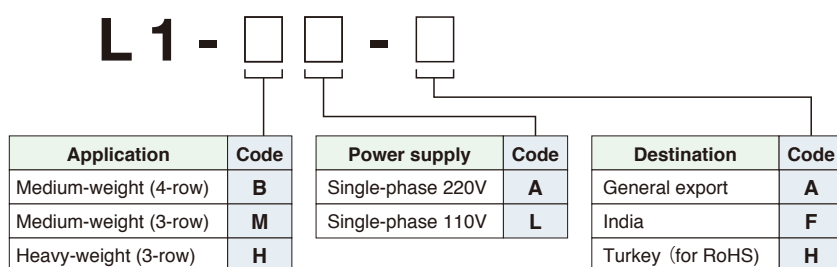 L 1 - □ □ - □
Application Code
Medium-weight (4-row) B
Medium-weight (3-row) M
Heavy-weight (3-row) H
Power supply Code
Single-phase 220V A
Single-phase 110V L
Destination Code
General export A
India F
Turkey (for RoHS) H